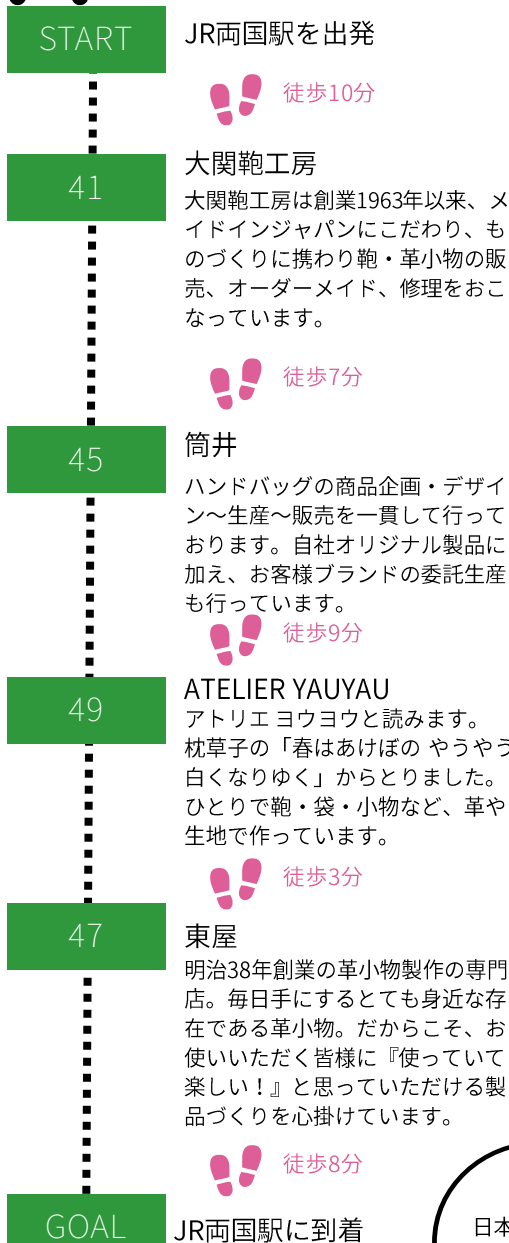 START
JR両国駅を出発
徒歩10分
41
大関鞄工房
大関鞄工房は創業1963年以来、メ
イドインジャパンにこだわり、も
のづくりに携わり鞄・革小物の販
売、オーダーメイド、修理をおこ
なっています。
徒歩7分
45
筒井
ハンドバッグの商品企画・デザイ
ン〜生産〜販売を一貫して行って
おります。自社オリジナル製品に
加え、お客様ブランドの委託生産
も行っています。
徒歩9分
49
ATELIER YAUYAU
アトリエ ヨウヨウと読みます。
枕草子の「春はあけぼの やうやう
白くなりゆく」からとりました。
ひとりで鞄・袋・小物など、革や
生地で作っています。
徒歩3分
47
東屋
明治38年創業の革小物製作の専門
店。毎日手にするとても身近な存
在である革小物。だからこそ、お
使いいただく皆様に『使っていて
楽しい！』と思っていただける製
品づくりを心掛けています。
徒歩8分
GOAL
JR両国駅に到着
日本